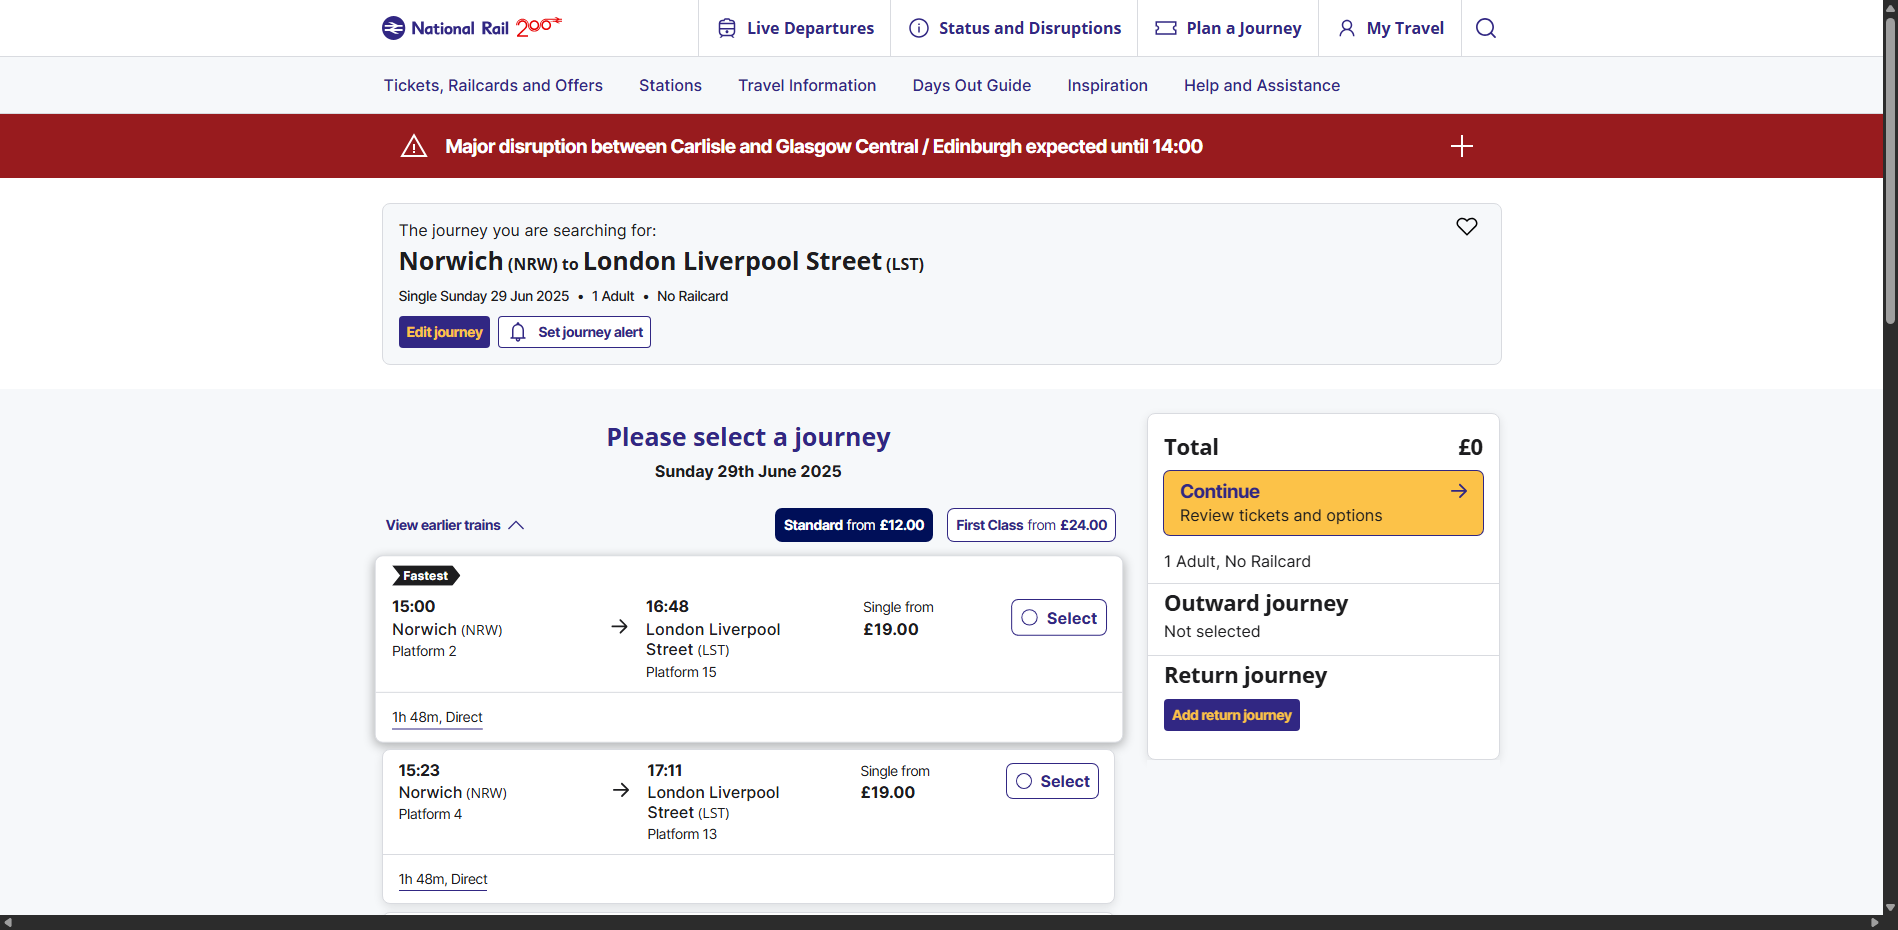 National Rail 200
Live Departures
Status and Disruptions
Plan a Journey
My Travel
Tickets, Railcards and Offers
Stations
Travel Information
Days Out Guide
Inspiration
Help and Assistance
Major disruption between Carlisle and Glasgow Central / Edinburgh expected until 14:00
The journey you are searching for:
Norwich (NRW) to London Liverpool Street (LST)
Single Sunday 29 Jun 2025 • 1 Adult • No Railcard
Edit journey
Set journey alert
Please select a journey
Sunday 29th June 2025
View earlier trains
Standard from £12.00
First Class from £24.00
Fastest
15:00
Norwich (NRW)
Platform 2
16:48
London Liverpool
Street (LST)
Platform 15
Single from
£19.00
Select
1h 48m, Direct
15:23
Norwich (NRW)
Platform 4
17:11
London Liverpool
Street (LST)
Platform 13
Single from
£19.00
Select
1h 48m, Direct
Total £0
Continue
Review tickets and options
1 Adult, No Railcard
Outward journey
Not selected
Return journey
Add return journey